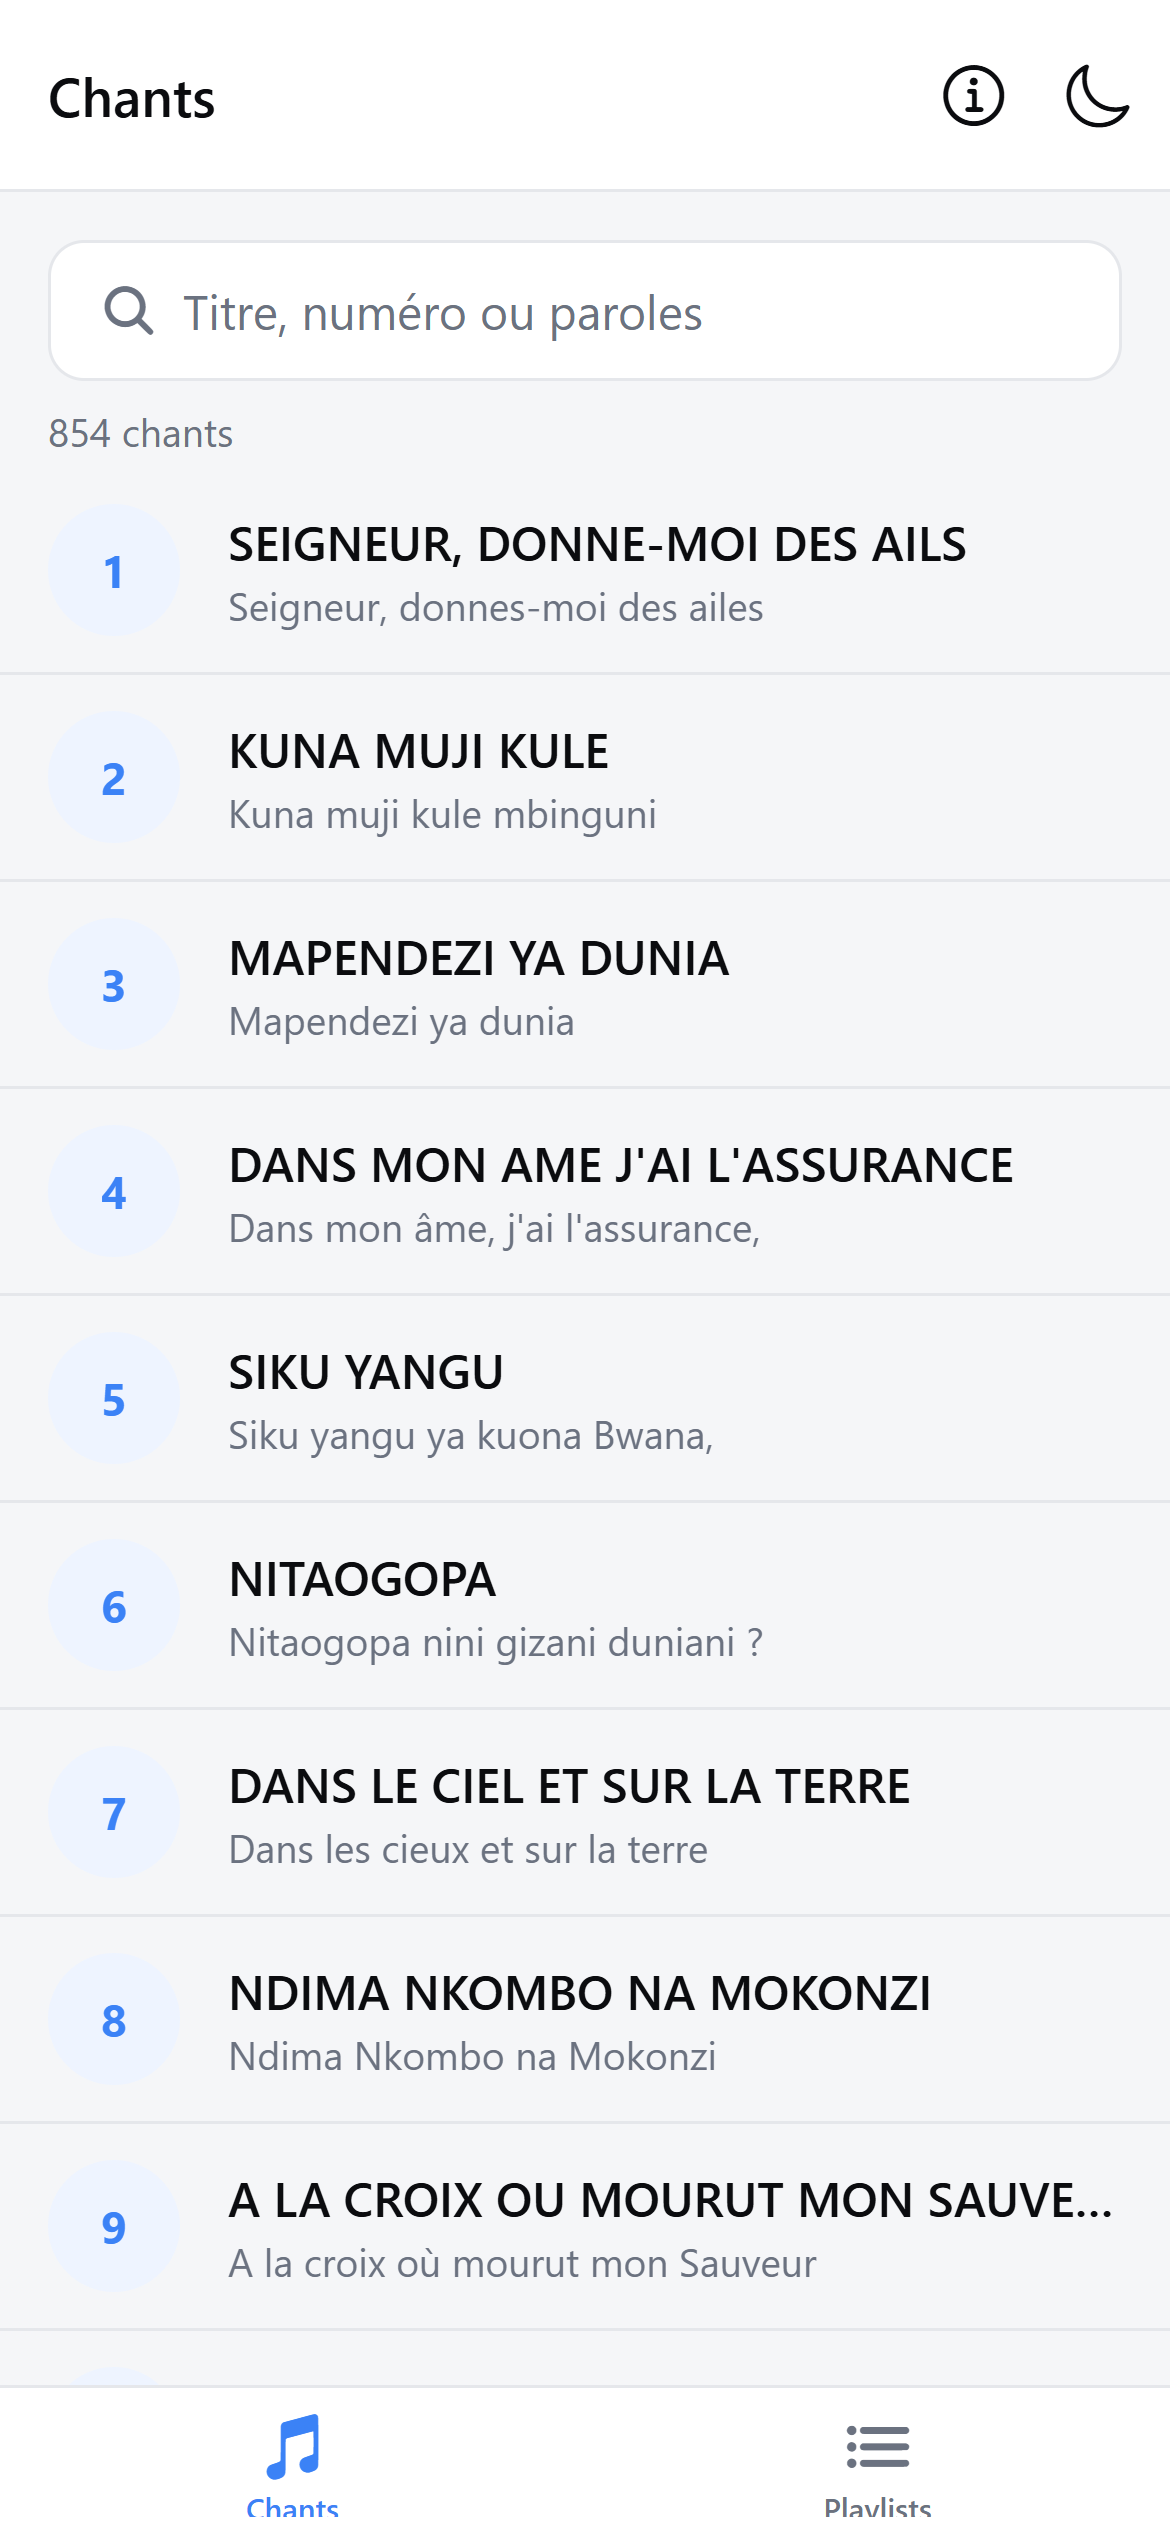 Chants
Titre, numéro ou paroles
854 chants
1
SEIGNEUR, DONNE-MOI DES AILS
Seigneur, donnes-moi des ailes
2
KUNA MUJI KULE
Kuna muji kule mbinguni
3
MAPENDEZI YA DUNIA
Mapendezi ya dunia
4
DANS MON AME J'AI L'ASSURANCE
Dans mon âme, j'ai l'assurance,
5
SIKU YANGU
Siku yangu ya kuona Bwana,
6
NITAOGOPA
Nitaogopa nini gizani duniani ?
7
DANS LE CIEL ET SUR LA TERRE
Dans les cieux et sur la terre
8
NDIMA NKOMBO NA MOKONZI
Ndima Nkombo na Mokonzi
9
A LA CROIX OU MOURUT MON SAUVE...
A la croix où mourut mon Sauveur
Chants
Playlists